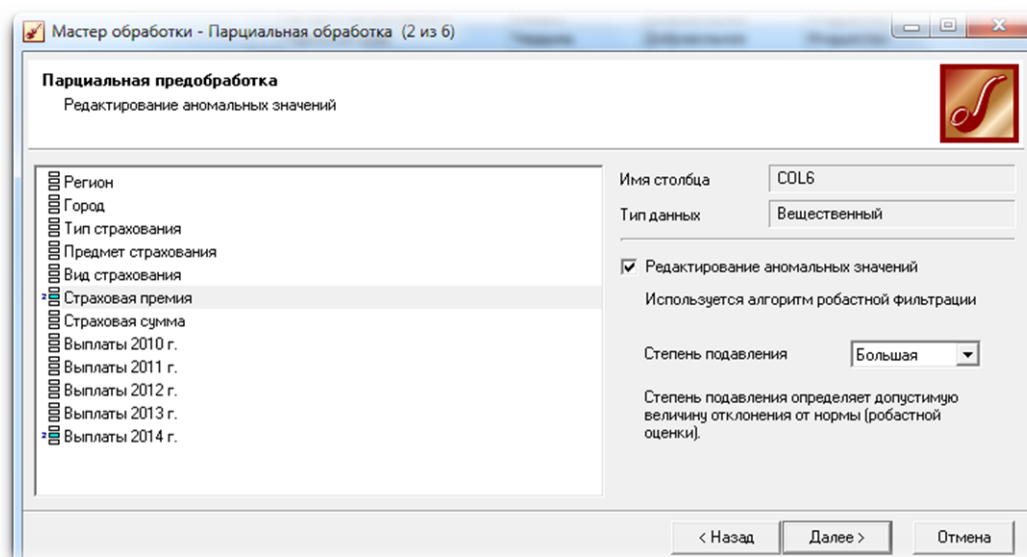 Мастер обработки - Парциальная обработка (2 из 6)
Парциальная предобработка
Редактирование аномальных значений
Регион
Город
Тип страхования
Предмет страхования
Вид страхования
Страховая премия
Страховая сумма
Выплаты 2010 г.
Выплаты 2011 г.
Выплаты 2012 г.
Выплаты 2013 г.
Выплаты 2014 г.
Имя столбца COL6
Тип данных Вещественный
Редактирование аномальных значений
Используется алгоритм робастной фильтрации
Степень подавления Большая
Степень подавления определяет допустимую
величину отклонения от нормы (робастной
оценки).
< Назад Далее > Отмена